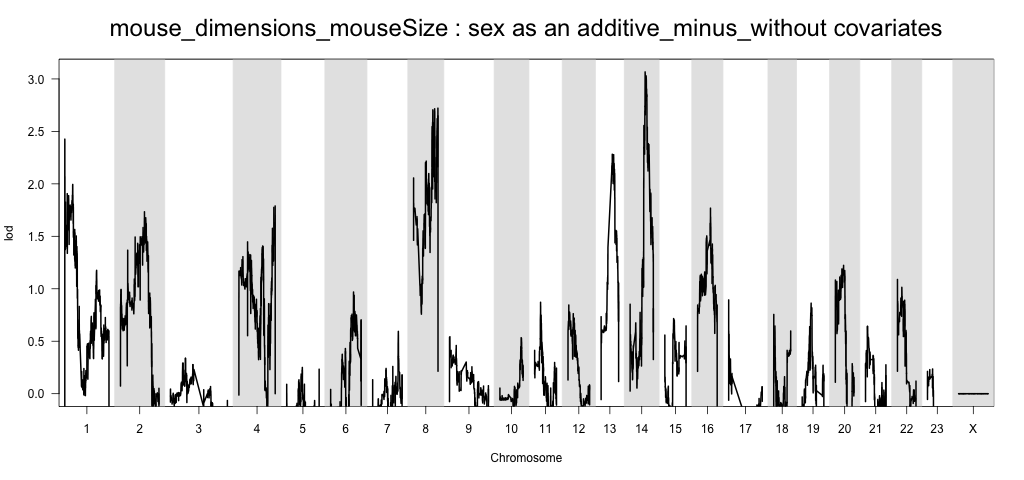 mouse_dimensions_mouseSize : sex as an additive_minus_without covariates
3.0
2.5
2.0
1.5
1.0
0.5
0.0
lod
1 2 3 4 5 6 7 8 9 10 11 12 13 14 15 16 17 18 19 20 21 22 23 X
Chromosome